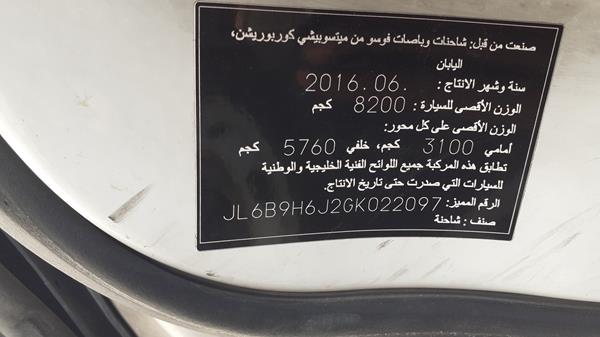 صنعت من قبل: شاحنات وباصات فوسو من ميتسوبيشي كوربوريشن،
اليابان
سنة وشهر الانتاج : 2016.06.
الوزن الأقصى للسيارة : 8200 كجم
الوزن الأقصى على كل محور:
أمامي 3100 كجم، خلفي 5760 كجم
تطابق هذه المركبة جميع اللوائح الفنية الخليجية و الوطنية
للسيارات التي صدرت حتى تاريخ الانتاج.
الرقم المميز: JL6B9H6J2GK022097
صنف : شاحنة